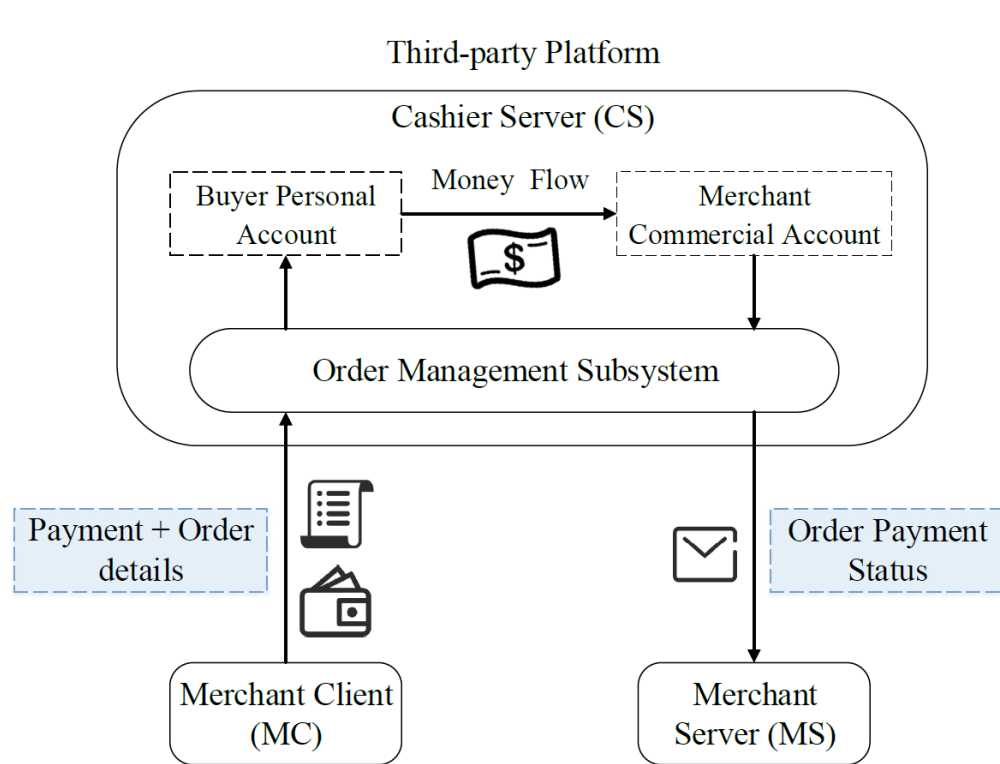 Third-party Platform
Cashier Server (CS)
Buyer Personal
Account
Money Flow
$
Merchant
Commercial Account
Order Management Subsystem
Payment + Order
details
Order Payment
Status
Merchant Client
(MC)
Merchant
Server (MS)